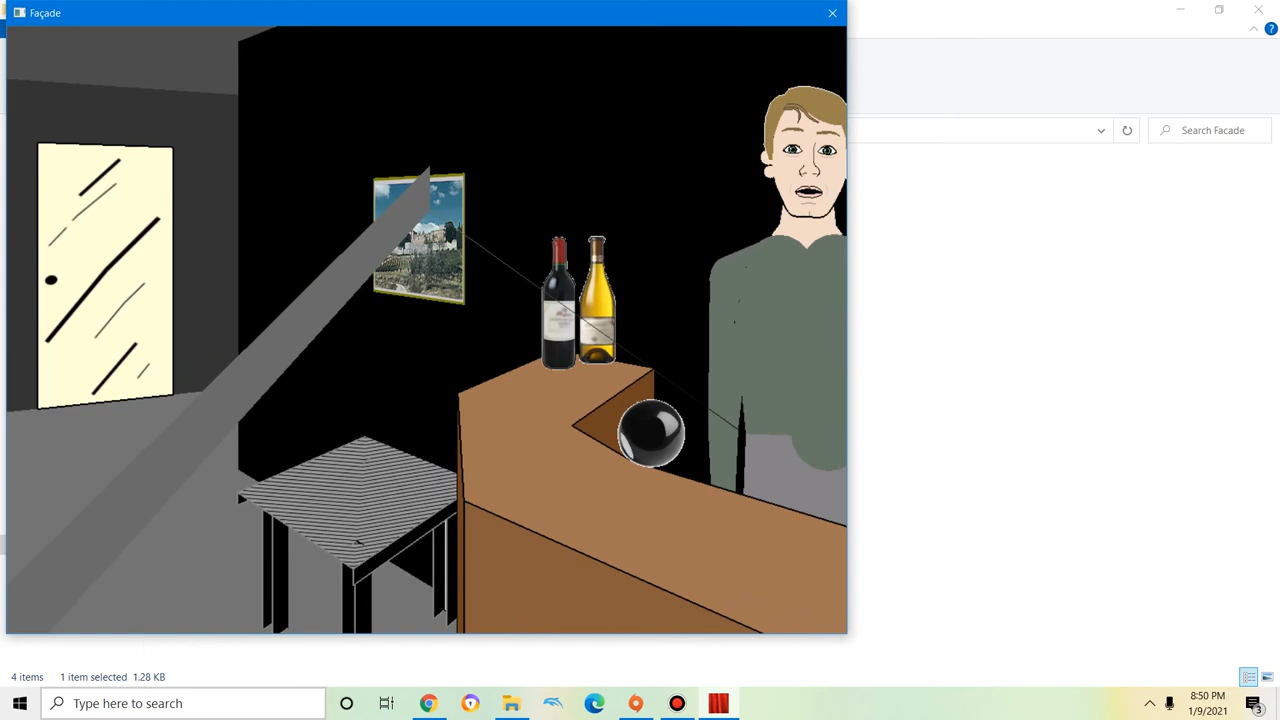 Façade
Search Facade
4 items
1 item selected
1.28 KB
Type here to search
8:50 PM
1/9/2021
3